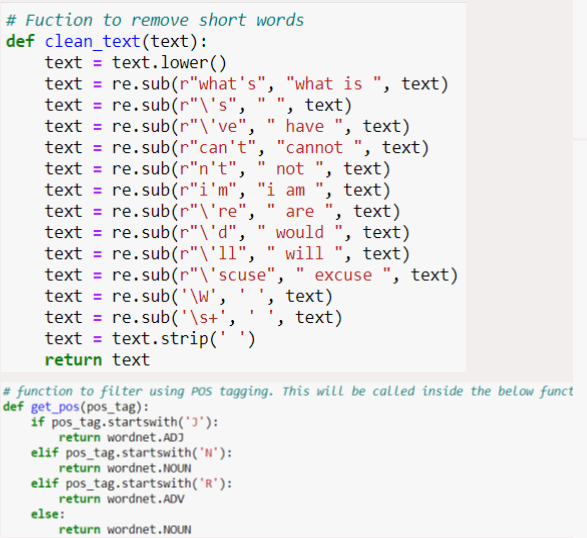 # Fuction to remove short words
def clean_text(text):
    text = text.lower()
    text = re.sub(r"what's", "what is ", text)
    text = re.sub(r"\'s", " ", text)
    text = re.sub(r"\'ve", " have ", text)
    text = re.sub(r"can't", "cannot ", text)
    text = re.sub(r"n't", " not ", text)
    text = re.sub(r"i'm", "i am ", text)
    text = re.sub(r"\'re", " are ", text)
    text = re.sub(r"\'d", " would ", text)
    text = re.sub(r"\'ll", " will ", text)
    text = re.sub(r"\'scuse", " excuse ", text)
    text = re.sub('\W', ' ', text)
    text = re.sub('\s+', ' ', text)
    text = text.strip(' ')
    return text
# function to filter using POS tagging. This will be called inside the below funct
def get_pos(pos_tag):
    if pos_tag.startswith('J'):
        return wordnet.ADJ
    elif pos_tag.startswith('N'):
        return wordnet.NOUN
    elif pos_tag.startswith('R'):
        return wordnet.ADV
    else:
        return wordnet.NOUN